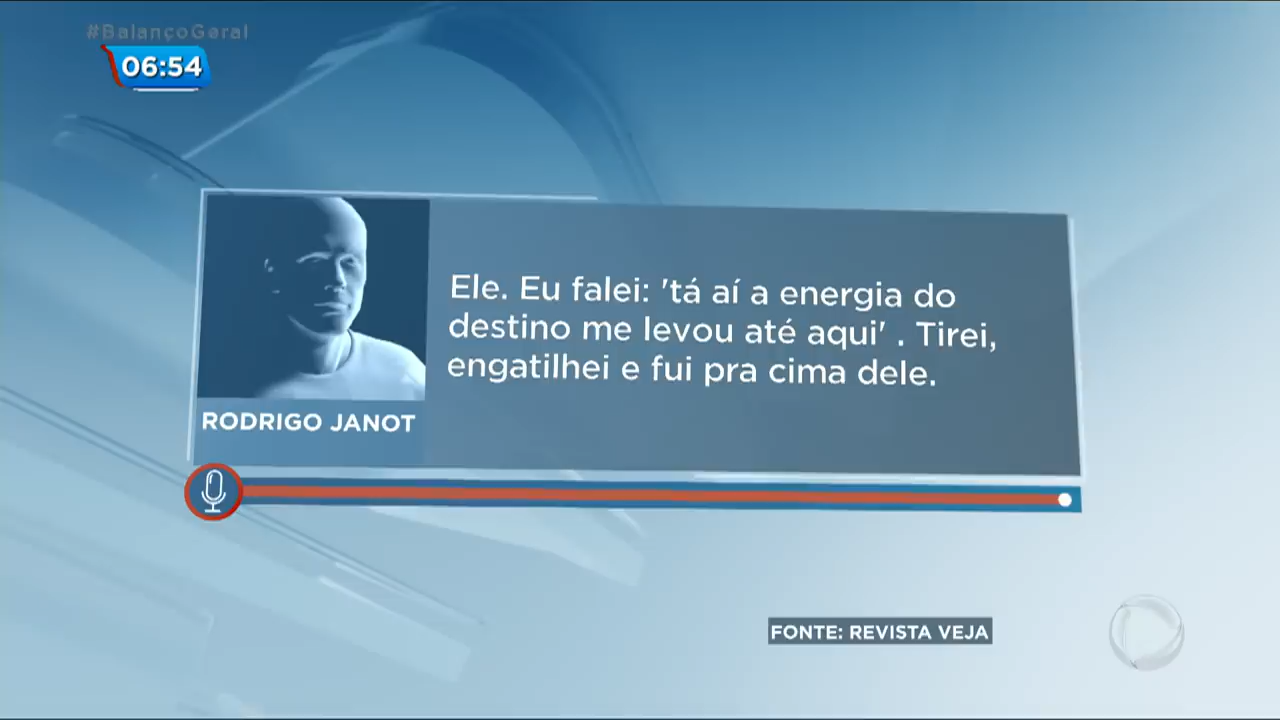 #BalançoGeral
06:54
Ele. Eu falei: 'tá aí a energia do
destino me levou até aqui' . Tirei,
engatilhei e fui pra cima dele.
RODRIGO JANOT
FONTE: REVISTA VEJA